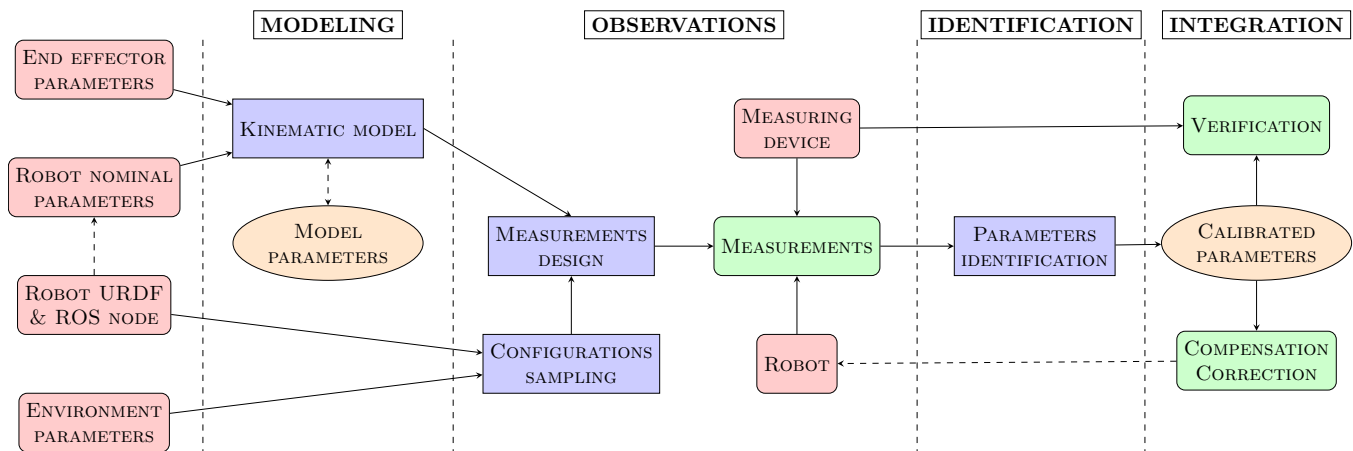 MODELING
OBSERVATIONS
IDENTIFICATION
INTEGRATION
END EFFECTOR
PARAMETERS
ROBOT NOMINAL
PARAMETERS
ROBOT URDF
& ROS NODE
ENVIRONMENT
PARAMETERS
KINEMATIC MODEL
MODEL
PARAMETERS
MEASUREMENTS
DESIGN
CONFIGURATIONS
SAMPLING
MEASURING
DEVICE
MEASUREMENTS
ROBOT
PARAMETERS
IDENTIFICATION
VERIFICATION
CALIBRATED
PARAMETERS
COMPENSATION
CORRECTION